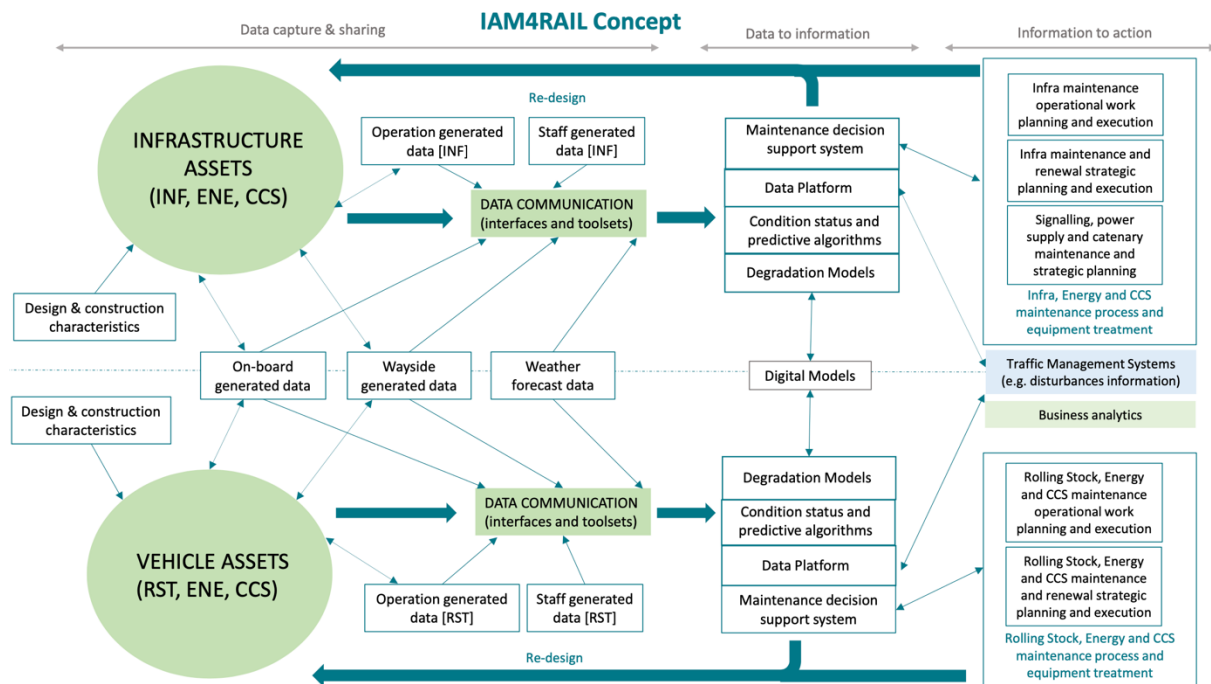 IAM4RAIL Concept
Data capture & sharing
Data to information
Information to action
Re-design
INFRASTRUCTURE
ASSETS
(INF, ENE, CCS)
Operation generated
data [INF]
Staff generated
data [INF]
DATA COMMUNICATION
(interfaces and toolsets)
Maintenance decision
support system
Data Platform
Condition status and
predictive algorithms
Degradation Models
Infra maintenance
operational work
planning and execution
Infra maintenance and
renewal strategic
planning and execution
Signalling, power
supply and catenary
maintenance and
strategic planning
Infra, Energy and CCS
maintenance process and
equipment treatment
Design & construction
characteristics
On-board
generated data
Wayside
generated data
Weather
forecast data
Digital Models
Traffic Management Systems
(e.g. disturbances information)
Business analytics
Design & construction
characteristics
VEHICLE ASSETS
(RST, ENE, CCS)
DATA COMMUNICATION
(interfaces and toolsets)
Operation generated
data [RST]
Staff generated
data [RST]
Degradation Models
Condition status and
predictive algorithms
Data Platform
Maintenance decision
support system
Rolling Stock, Energy
and CCS maintenance
operational work
planning and execution
Rolling Stock, Energy
and CCS maintenance
and renewal strategic
planning and execution
Rolling Stock, Energy and CCS
maintenance process and
equipment treatment
Re-design